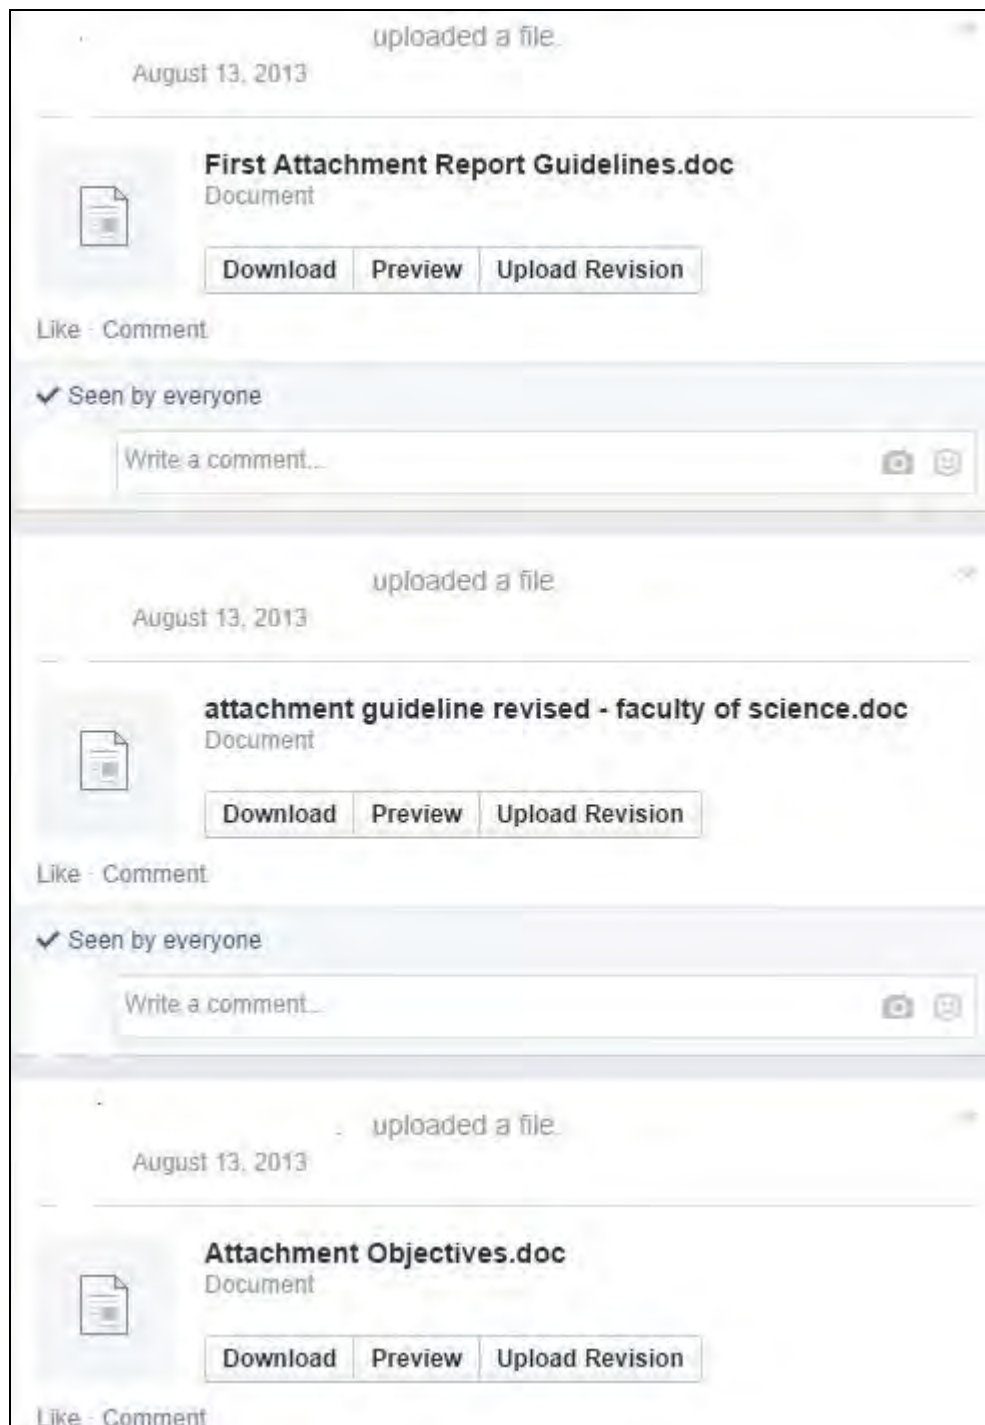 uploaded a file.
August 13, 2013
First Attachment Report Guidelines.doc
Document
Download Preview Upload Revision
Like · Comment
✓ Seen by everyone
Write a comment...
uploaded a file.
August 13, 2013
attachment guideline revised - faculty of science.doc
Document
Download Preview Upload Revision
Like · Comment
✓ Seen by everyone
Write a comment...
uploaded a file.
August 13, 2013
Attachment Objectives.doc
Document
Download Preview Upload Revision
Like · Comment